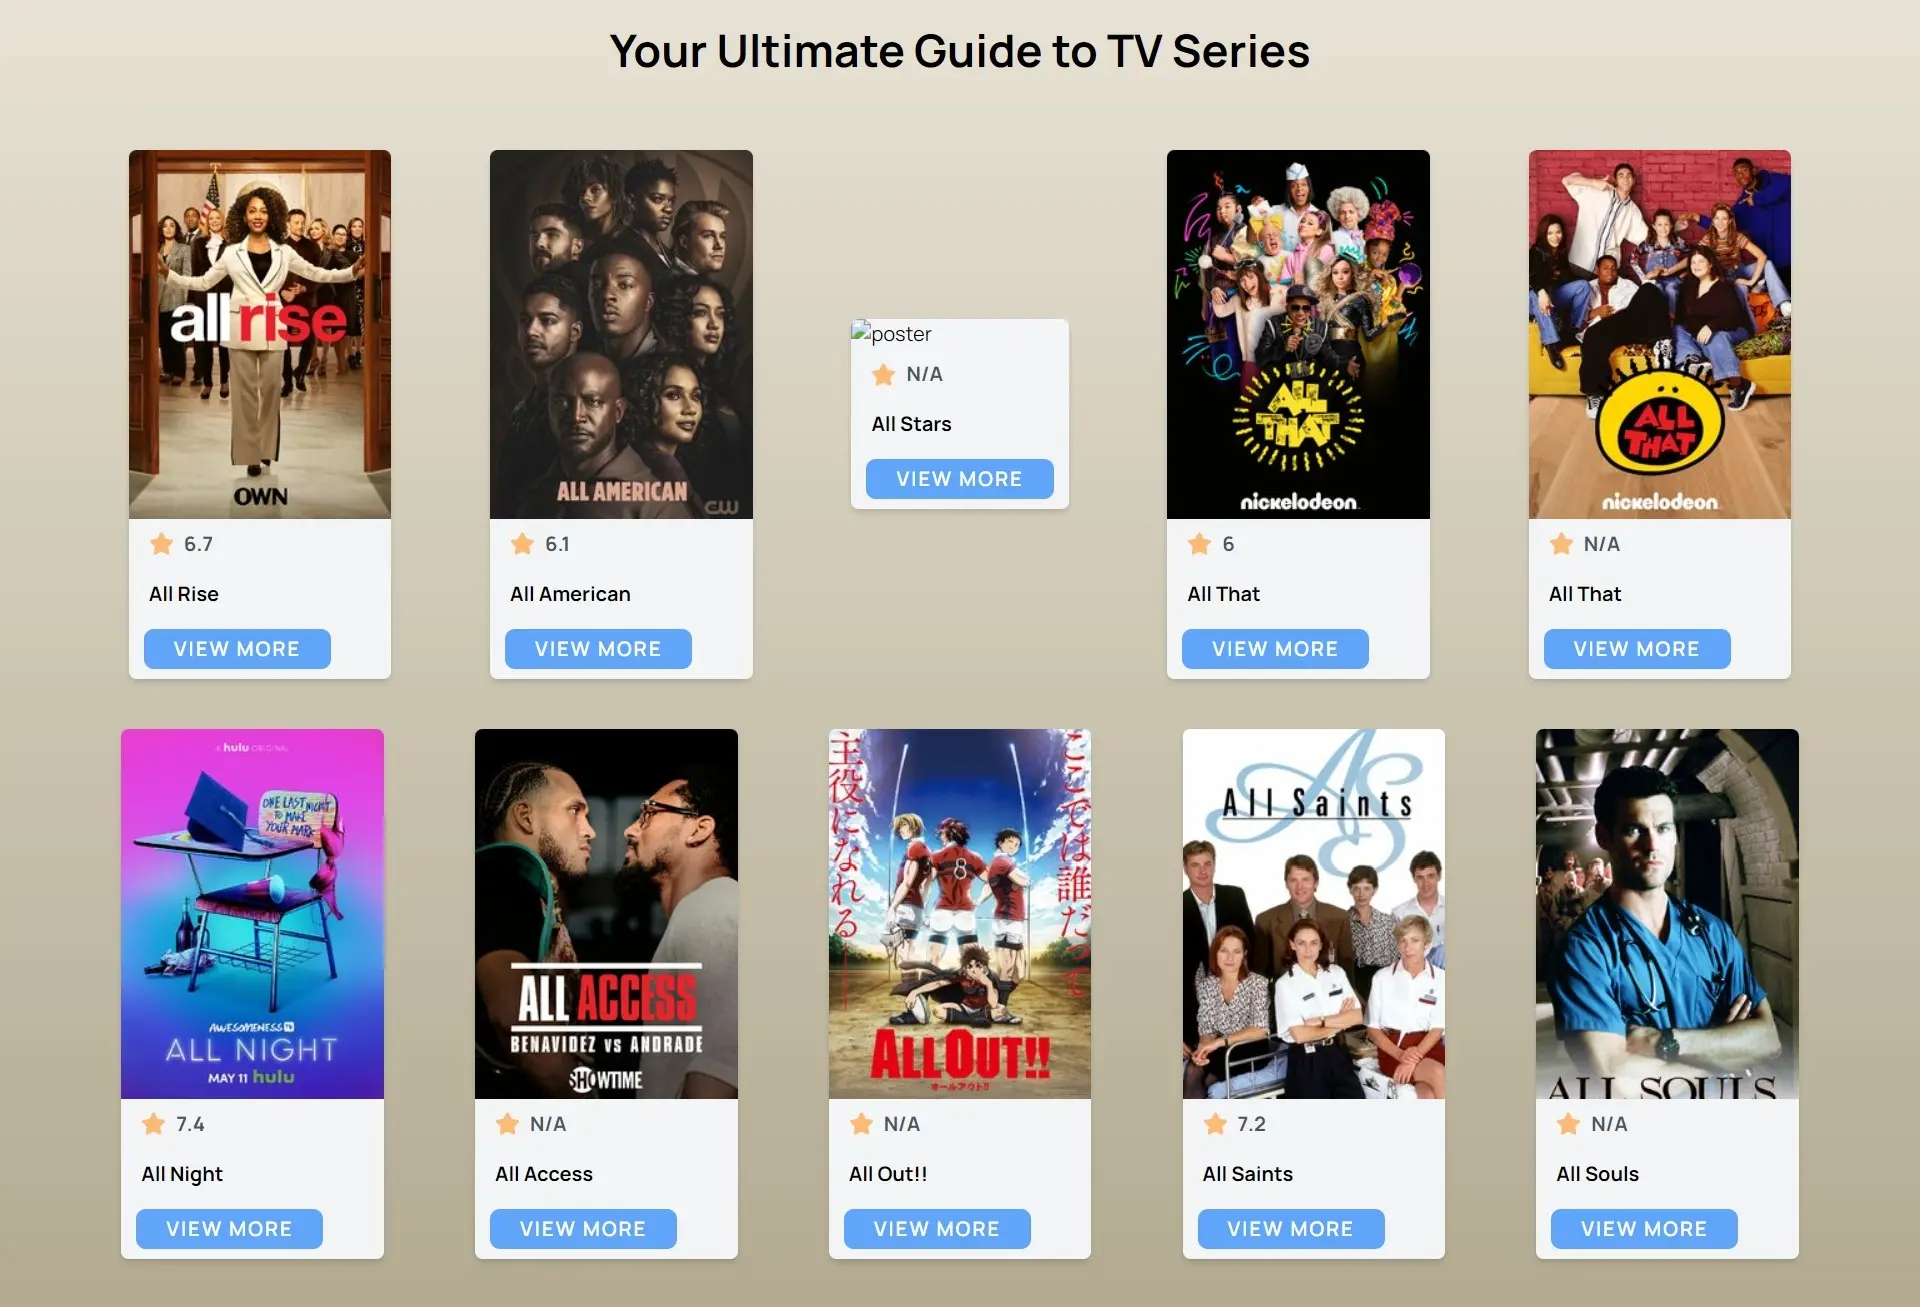 Your Ultimate Guide to TV Series
all rise
OWN
6.7
All Rise
VIEW MORE
ALL AMERICAN
CW
6.1
All American
VIEW MORE
poster
N/A
All Stars
VIEW MORE
ALL
THAT
nickelodeon
6
All That
VIEW MORE
ALL
THAT
nickelodeon
N/A
All That
VIEW MORE
A hulu ORIGINAL
ONE LAST NIGHT
TO MAKE
YOUR MARK
AWESOMENESS TV
ALL NIGHT
MAY 11 hulu
7.4
All Night
VIEW MORE
ALL ACCESS
BENAVIDEZ VS ANDRADE
SHOWTIME
N/A
All Access
VIEW MORE
ここでは誰だって
主役になれる
8
ALL OUT!!
オールアウト!!
N/A
All Out!!
VIEW MORE
AS
All Saints
7.2
All Saints
VIEW MORE
ALL SOULS
N/A
All Souls
VIEW MORE